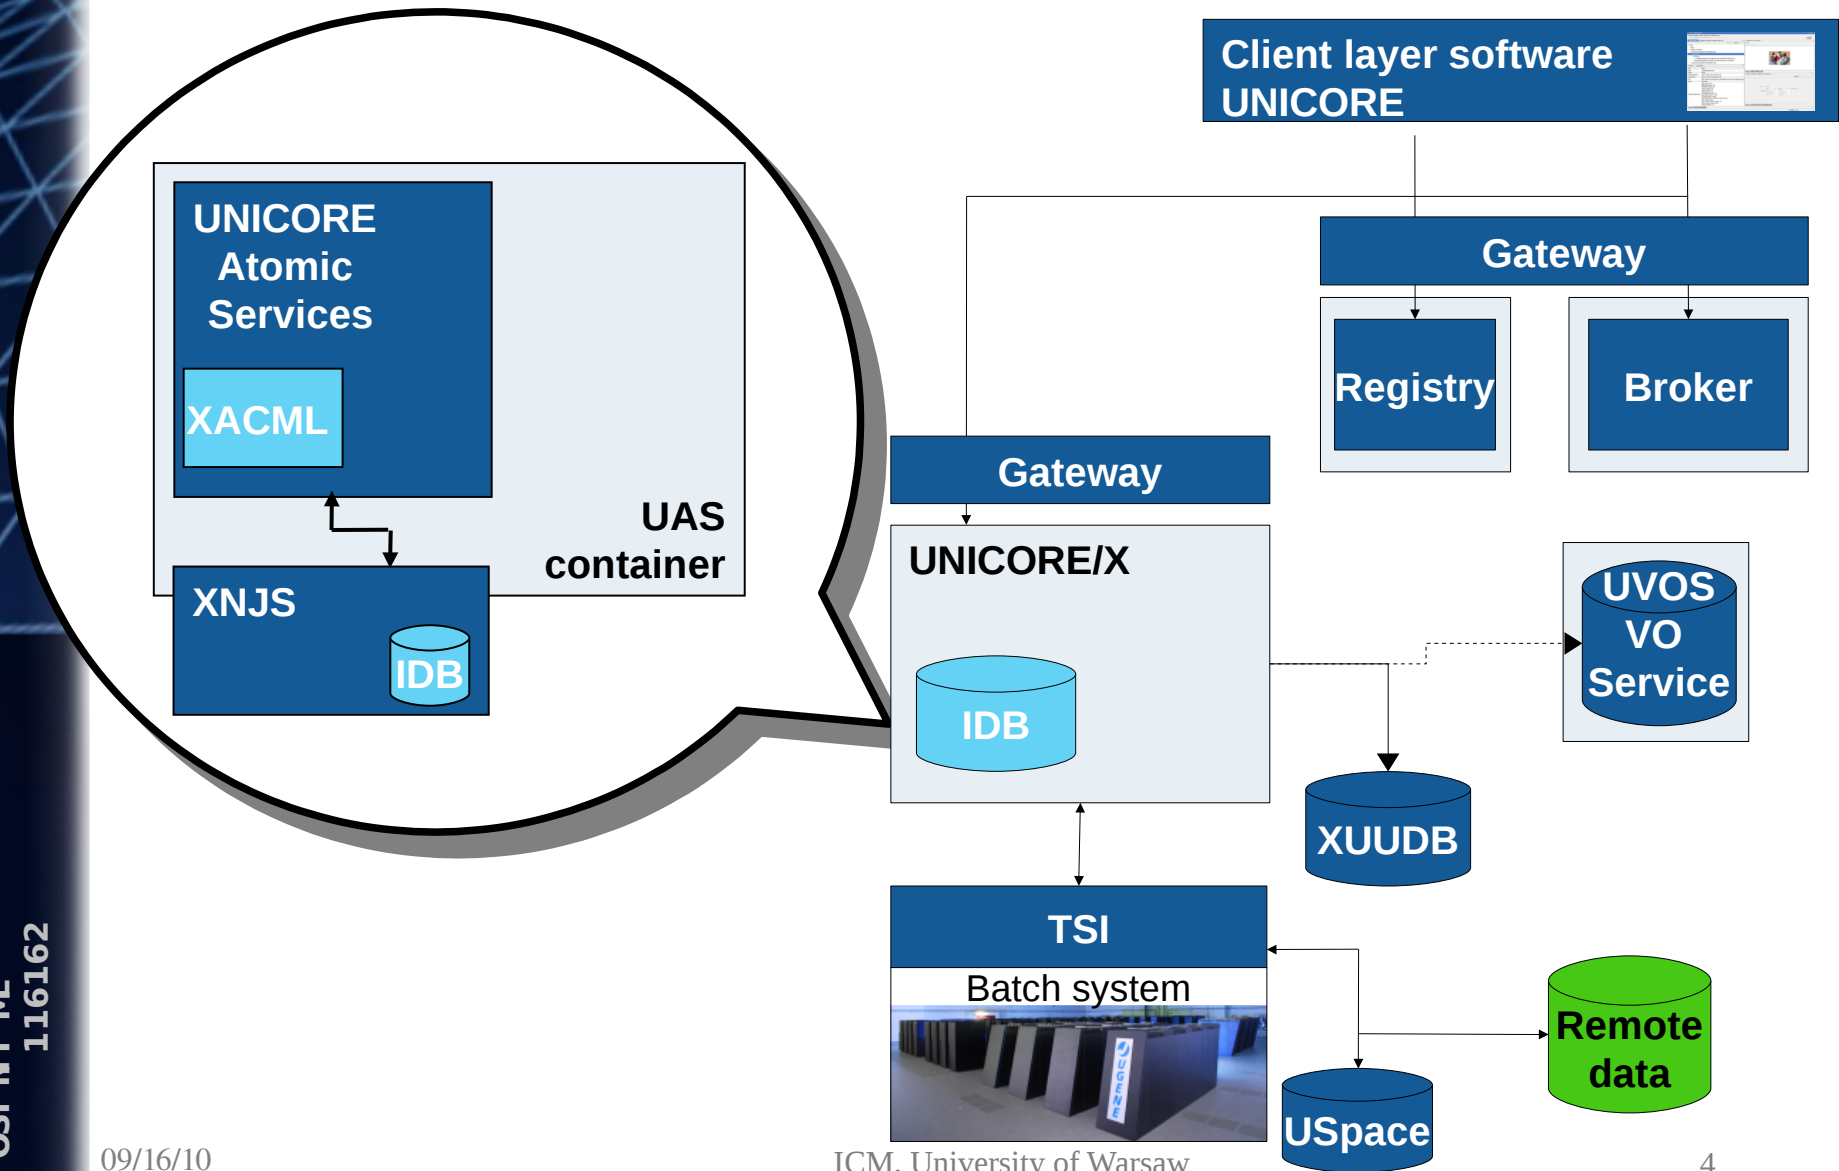 Client layer software
UNICORE
UNICORE
Atomic
Services
XACML
UAS
container
XNJS
IDB
Gateway
Registry
Broker
Gateway
UNICORE/X
IDB
UVOS
VO
Service
XUUDB
TSI
Batch system
JUGENE
Remote
data
USpace
116162
09/16/10
ICM, University of Warsaw
4